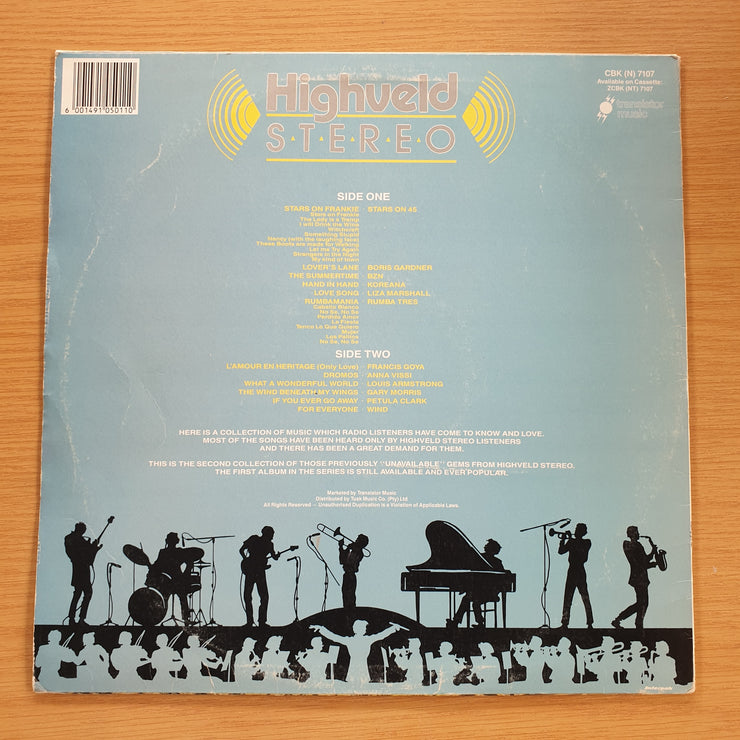 6 001491 050110
Highveld
STEREO
CBK (N) 7107
Available on Cassette:
ZCBK (NT) 7107
transistor
music
SIDE ONE
STARS ON FRANKIE - STARS ON 45
Stars on Frankie
The Lady is a Tramp
I will Drink the Wine
Witchcraft
Something Stupid
Nancy (with the laughing face)
These Boots are made for Walking
Let me Try Again
Strangers in the Night
My kind of town
LOVER'S LANE - BORIS GARDNER
THE SUMMERTIME - BZN
HAND IN HAND - KOREANA
LOVE SONG - LIZA MARSHALL
RUMBAMANIA - RUMBA TRES
Caballo Blanco
No Se, No Se
Perdido Amor
La Fiesta
Tengo Lo Que Quiero
Mujer
Los Pallios
No Se, No Se
SIDE TWO
L'AMOUR EN HERITAGE (Only Love) - FRANCIS GOYA
DROMOS - ANNA VISSI
WHAT A WONDERFUL WORLD - LOUIS ARMSTRONG
THE WIND BENEATH MY WINGS - GARY MORRIS
IF YOU EVER GO AWAY - PETULA CLARK
FOR EVERYONE - WIND
HERE IS A COLLECTION OF MUSIC WHICH RADIO LISTENERS HAVE COME TO KNOW AND LOVE.
MOST OF THE SONGS HAVE BEEN HEARD ONLY BY HIGHVELD STEREO LISTENERS
AND THERE HAS BEEN A GREAT DEMAND FOR THEM.
THIS IS THE SECOND COLLECTION OF THOSE PREVIOUSLY "UNAVAILABLE" GEMS FROM HIGHVELD STEREO.
THE FIRST ALBUM IN THE SERIES IS STILL AVAILABLE AND EVER POPULAR.
Marketed by Transistor Music
Distributed by Tusk Music Co. (Pty) Ltd
All Rights Reserved — Unauthorised Duplication is a Violation of Applicable Laws.
interpak